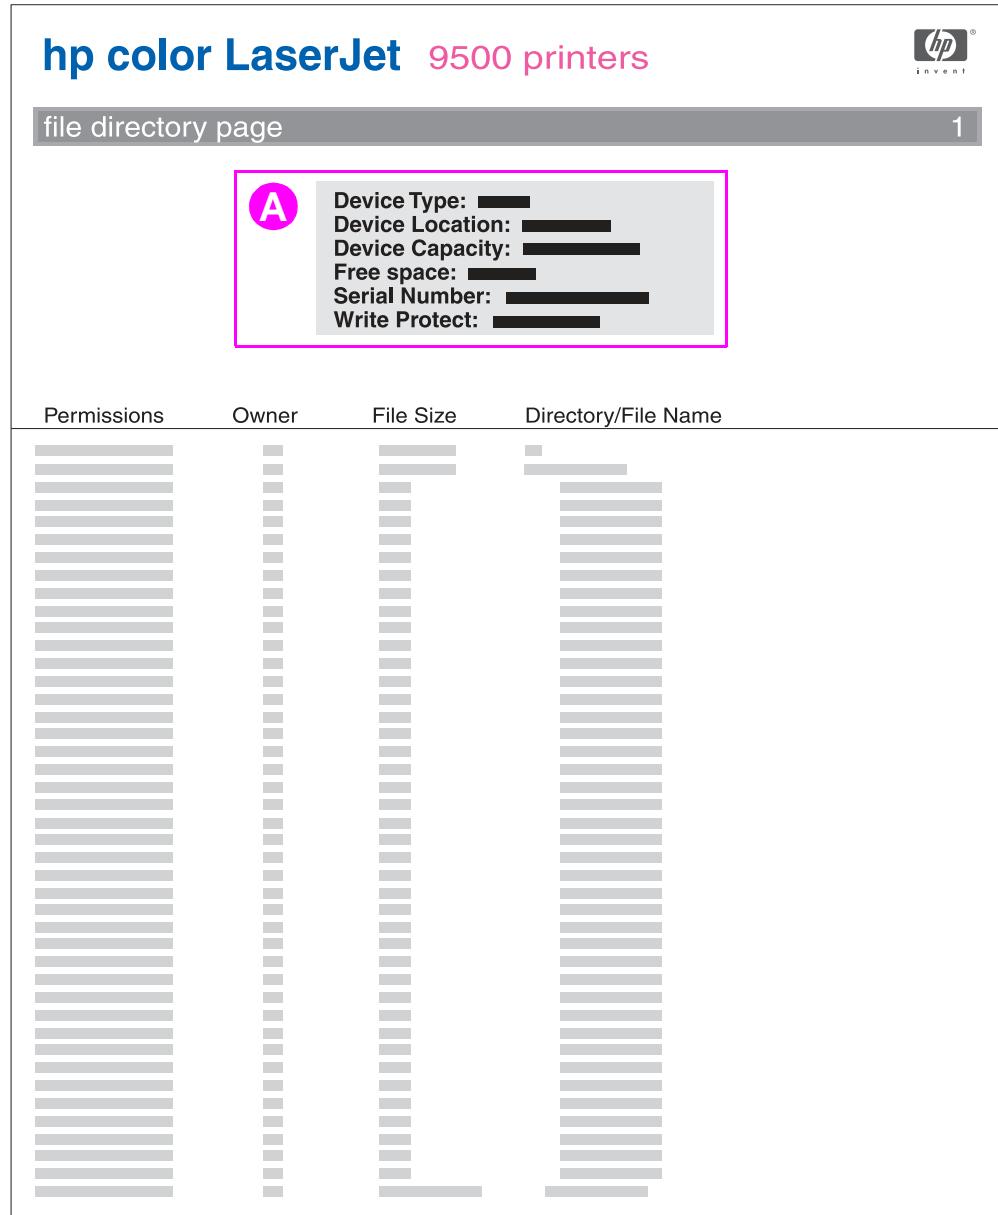 hp color LaserJet 9500 printers
hp ®
invent
file directory page 1
A
Device Type:
Device Location:
Device Capacity:
Free space:
Serial Number:
Write Protect:
Permissions Owner File Size Directory/File Name